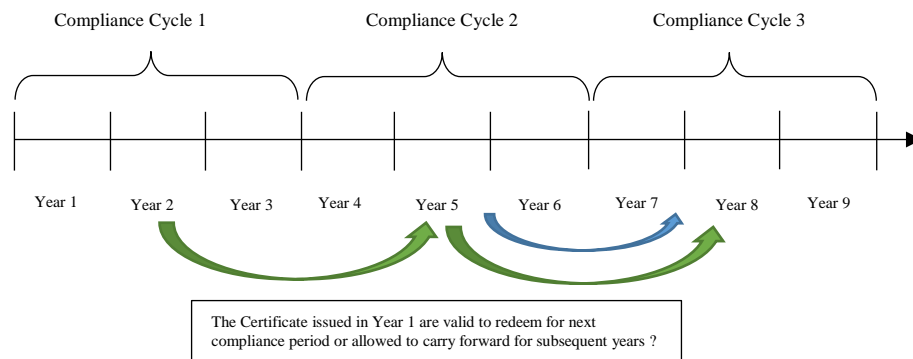 Compliance Cycle 1
Compliance Cycle 2
Compliance Cycle 3
Year 1
Year 2
Year 3
Year 4
Year 5
Year 6
Year 7
Year 8
Year 9
The Certificate issued in Year 1 are valid to redeem for next
compliance period or allowed to carry forward for subsequent years ?